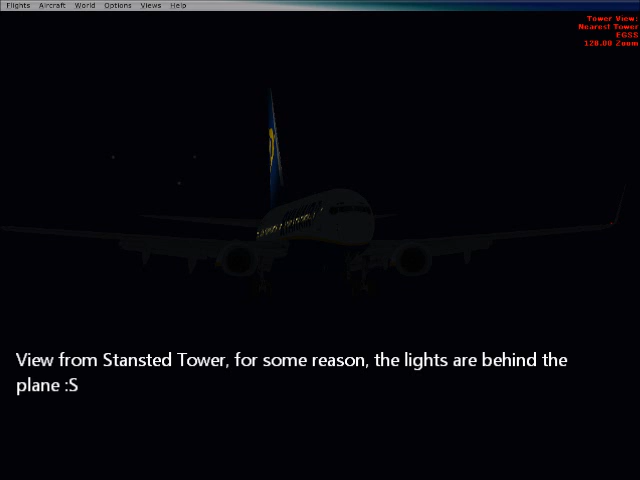 Flights Aircraft World Options Views Help
Tower View:
Nearest Tower
EGSS
128.00 Zoom
View from Stansted Tower, for some reason, the lights are behind the
plane :S